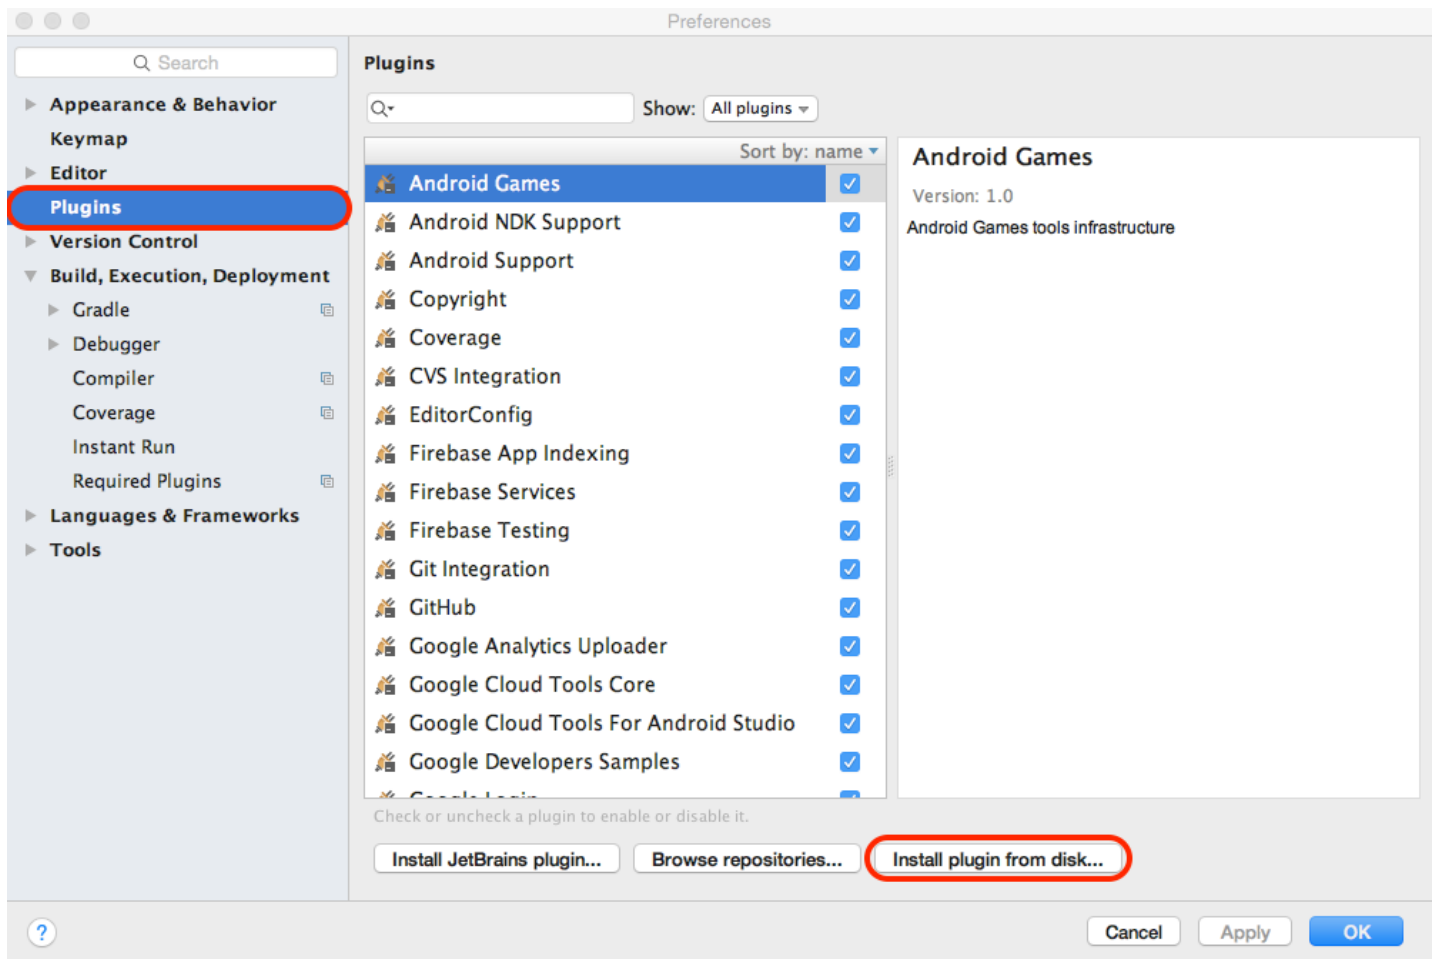 Preferences
Search
Appearance & Behavior
Keymap
Editor
Plugins
Version Control
Build, Execution, Deployment
Gradle
Debugger
Compiler
Coverage
Instant Run
Required Plugins
Languages & Frameworks
Tools
Plugins
Show: All plugins
Sort by: name
Android Games
Android NDK Support
Android Support
Copyright
Coverage
CVS Integration
EditorConfig
Firebase App Indexing
Firebase Services
Firebase Testing
Git Integration
GitHub
Google Analytics Uploader
Google Cloud Tools Core
Google Cloud Tools For Android Studio
Google Developers Samples
Google Login
Check or uncheck a plugin to enable or disable it.
Install JetBrains plugin... Browse repositories... Install plugin from disk...
Android Games
Version: 1.0
Android Games tools infrastructure
? Cancel Apply OK